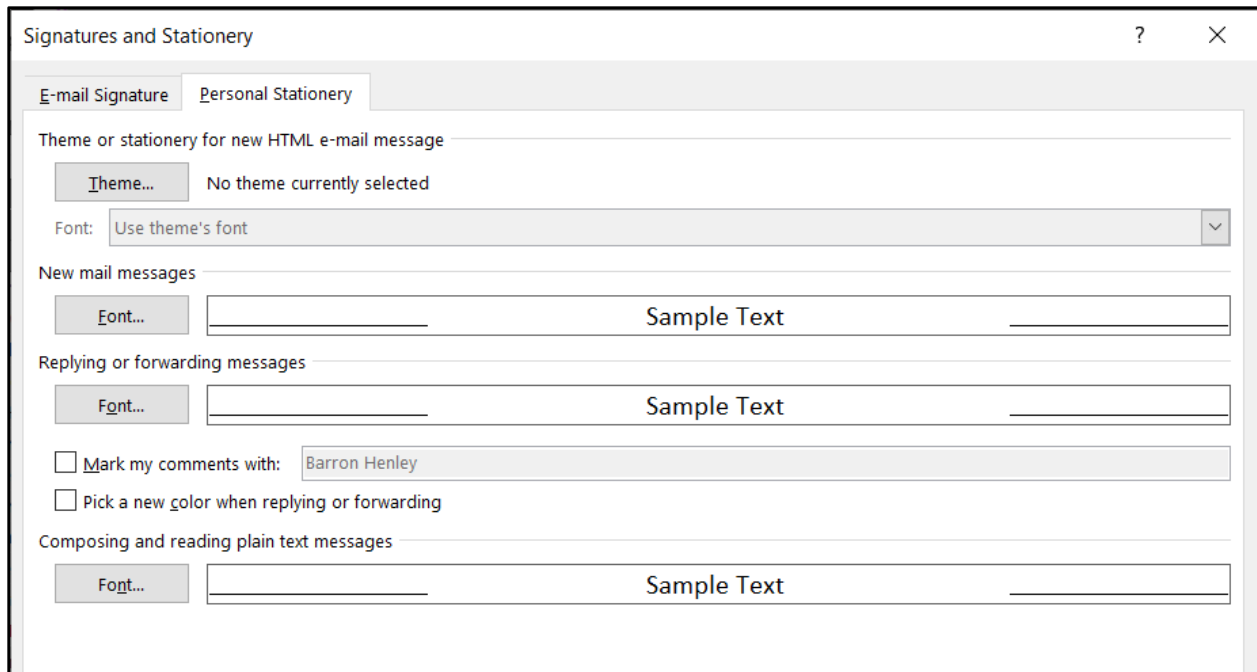 Signatures and Stationery ?
E-mail Signature Personal Stationery
Theme or stationery for new HTML e-mail message
Theme... No theme currently selected
Font: Use theme's font
New mail messages
Font... Sample Text
Replying or forwarding messages
Font... Sample Text
Mark my comments with: Barron Henley
Pick a new color when replying or forwarding
Composing and reading plain text messages
Font... Sample Text